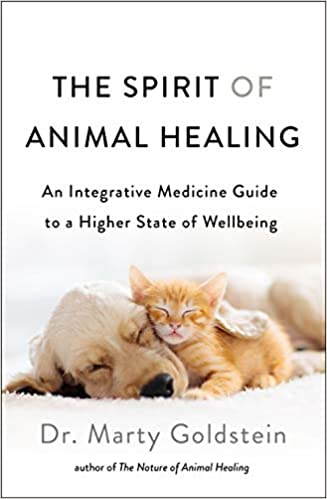 THE SPIRIT OF
ANIMAL HEALING
An Integrative Medicine Guide
to a Higher State of Wellbeing
Dr. Marty Goldstein
author of The Nature of Animal Healing